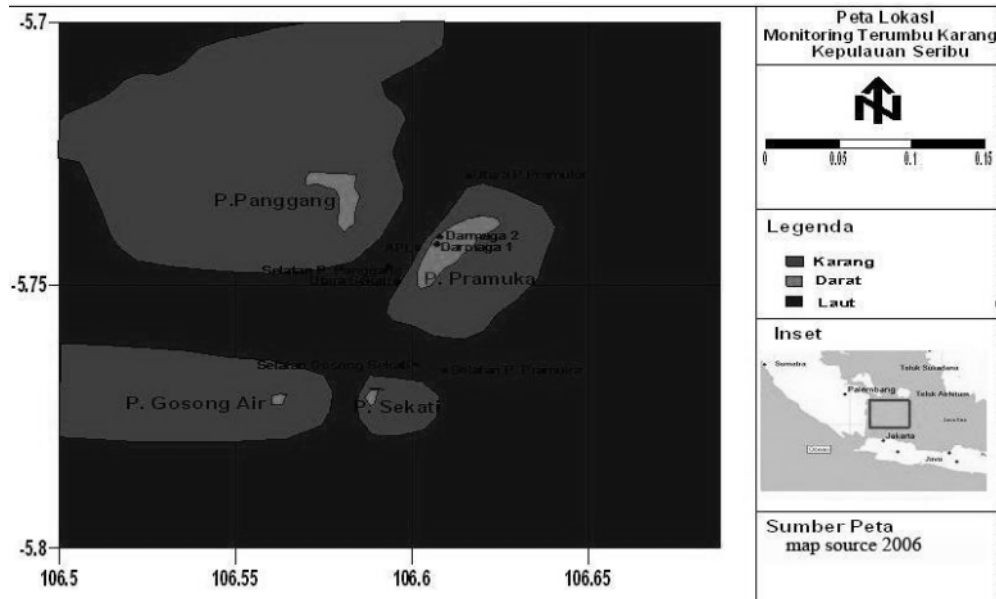 Peta Lokasi
Monitoring Terumbu Karang
Kepulauan Seribu
N
0 0.05 0.1 0.15
Legenda
Karang
Darat
Laut
Inset
Sumatra
Palembang
Jakarta
Java
Sumber Peta
map source 2006
-5.7
-5.75
-5.8
106.5 106.55 106.6 106.65
Utara P.Pramuka
P.Panggang
Darmaga 2
Darmaga 1
APL
Selatan P. Panggang
P. Pramuka
Utara Sekati
Selatan Gosong Sekati
Selatan P. Pramuka
P. Gosong Air
P. Sekati